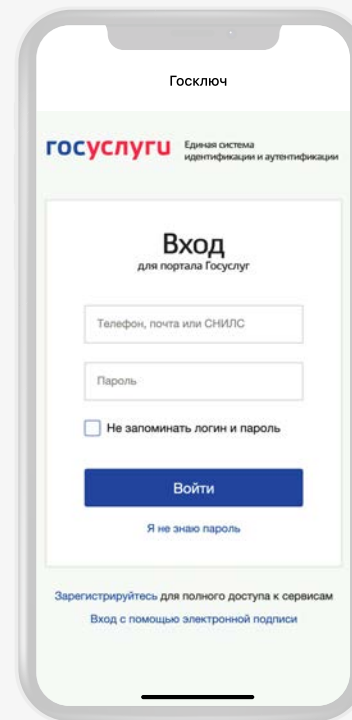 Госключ
госуслуги
Единая система
идентификации и аутентификации
Вход
для портала Госуслуг
Телефон, почта или СНИЛС
Пароль
Не запоминать логин и пароль
Войти
Я не знаю пароль
Зарегистрируйтесь для полного доступа к сервисам
Вход с помощью электронной подписи